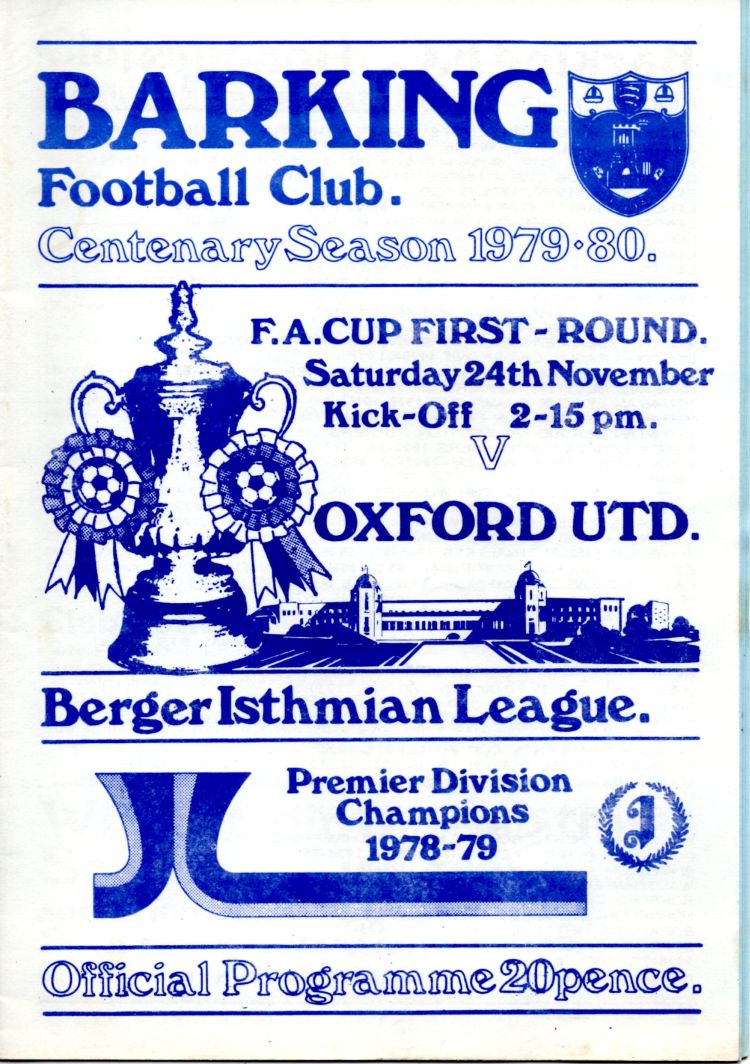 BARKING
Football Club.
Centenary Season 1979·80.
F.A.CUP FIRST-ROUND.
Saturday 24th November
Kick-Off 2-15 pm.
V
OXFORD UTD.
Berger Isthmian League.
Premier Division
Champions
1978-79
I
Official Programme 20pence.